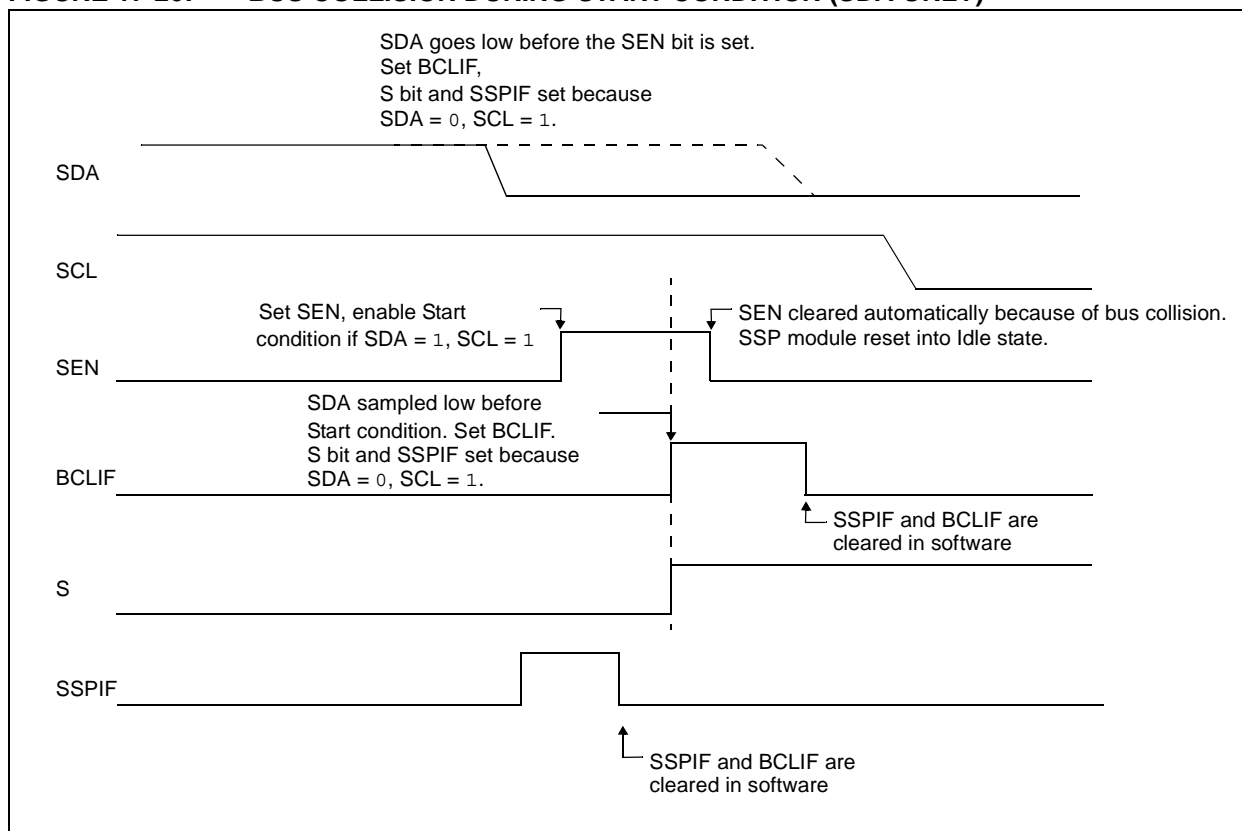 SDA goes low before the SEN bit is set.
Set BCLIF,
S bit and SSPIF set because
SDA = 0, SCL = 1.
SDA
SCL
Set SEN, enable Start
condition if SDA = 1, SCL = 1
SEN cleared automatically because of bus collision.
SSP module reset into Idle state.
SEN
SDA sampled low before
Start condition. Set BCLIF.
S bit and SSPIF set because
SDA = 0, SCL = 1.
BCLIF
SSPIF and BCLIF are
cleared in software
S
SSPIF
SSPIF and BCLIF are
cleared in software